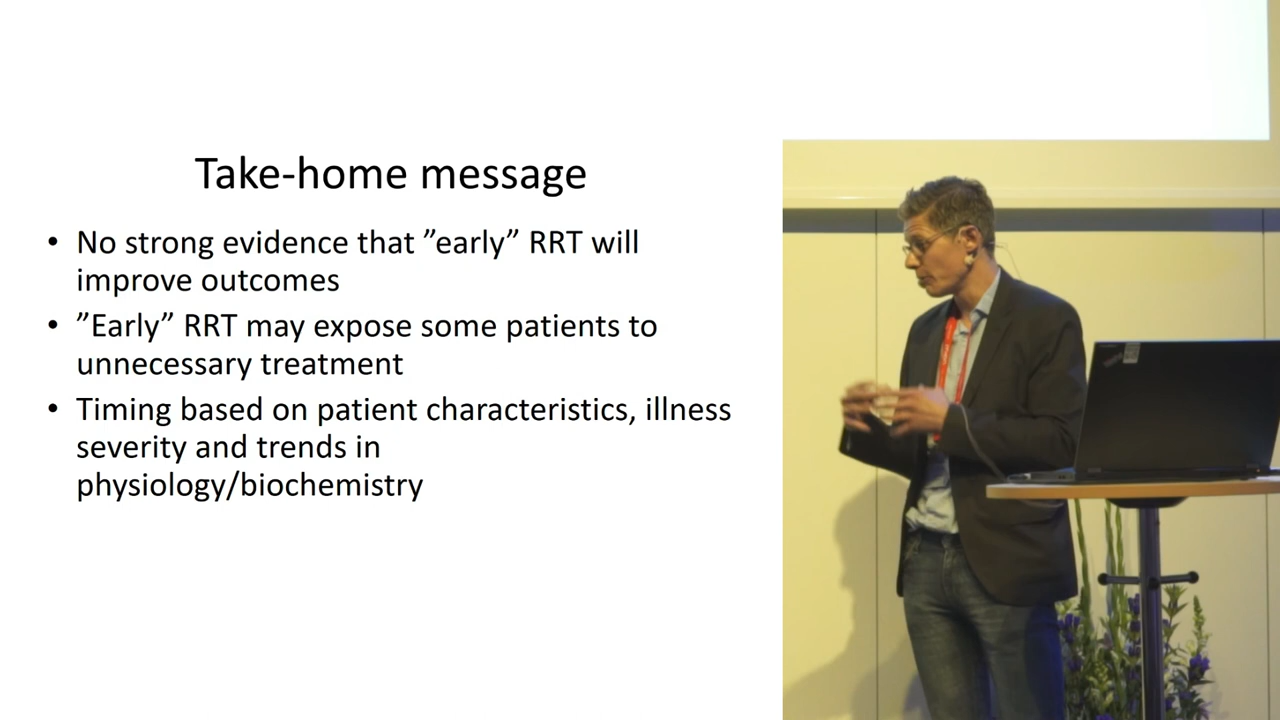 Take-home message
• No strong evidence that ”early” RRT will
improve outcomes
• ”Early” RRT may expose some patients to
unnecessary treatment
• Timing based on patient characteristics, illness
severity and trends in
physiology/biochemistry